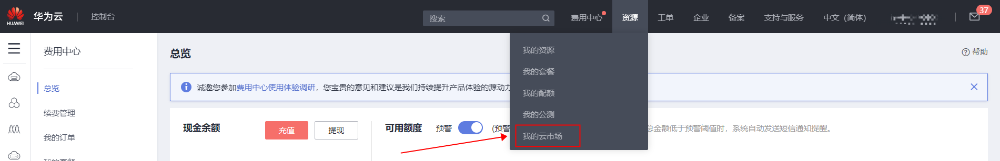 HUAWEI
华为云
控制台
搜索
费用中心
资源
工单
企业
备案
支持与服务
中文（简体）
37
费用中心
总览
续费管理
我的订单
总览
帮助
诚邀您参加费用中心使用体验调研，您宝贵的意见和建议是我们持续提升产品体验的源动力
现金余额
充值
提现
可用额度
预警
(预警
总金额低于预警阈值时，系统自动发送短信通知提醒。
我的资源
我的套餐
我的配额
我的公测
我的云市场